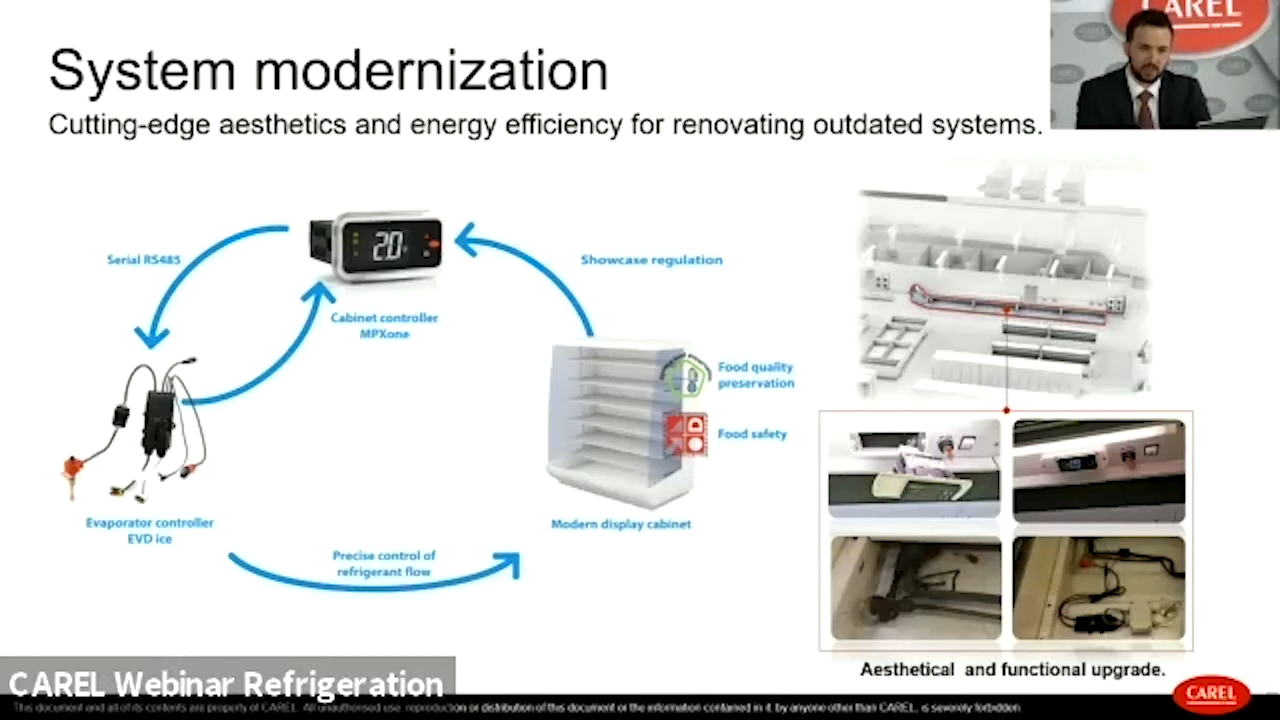 CAREL
System modernization
Cutting-edge aesthetics and energy efficiency for renovating outdated systems.
2.0
Serial RS485
Showcase regulation
Cabinet controller
MPXone
Food quality
preservation
Food safety
Evaporator controller
EVD ice
Modern display cabinet
Precise control of
refrigerant flow
Aesthetical and functional upgrade.
CAREL Webinar Refrigeration
CAREL
This document and all of its contents are property of CAREL. All unauthorised use, reproduction or distribution of this document or the information contained in it, by anyone other than CAREL, is severely forbidden.